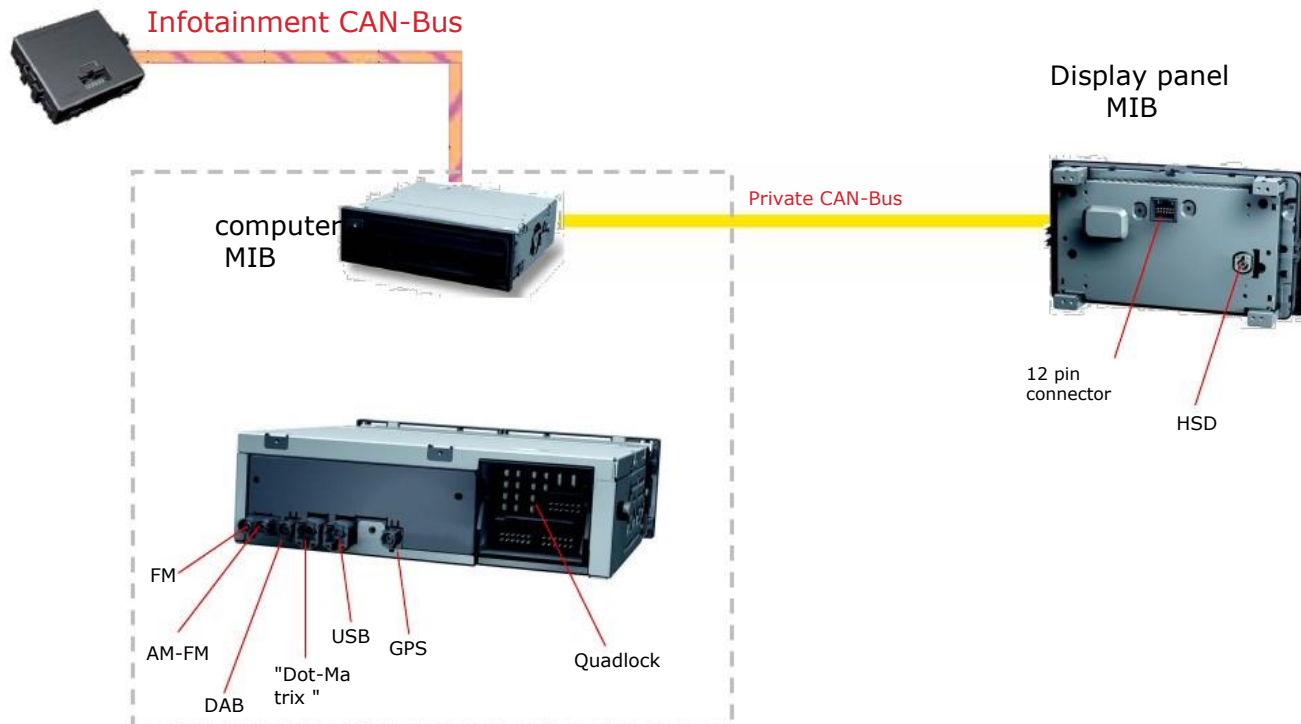 Infotainment CAN-Bus
Display panel
MIB
Private CAN-Bus
computer
MIB
12 pin
connector
HSD
FM
AM-FM
DAB
"Dot-Ma
trix "
USB
GPS
Quadlock